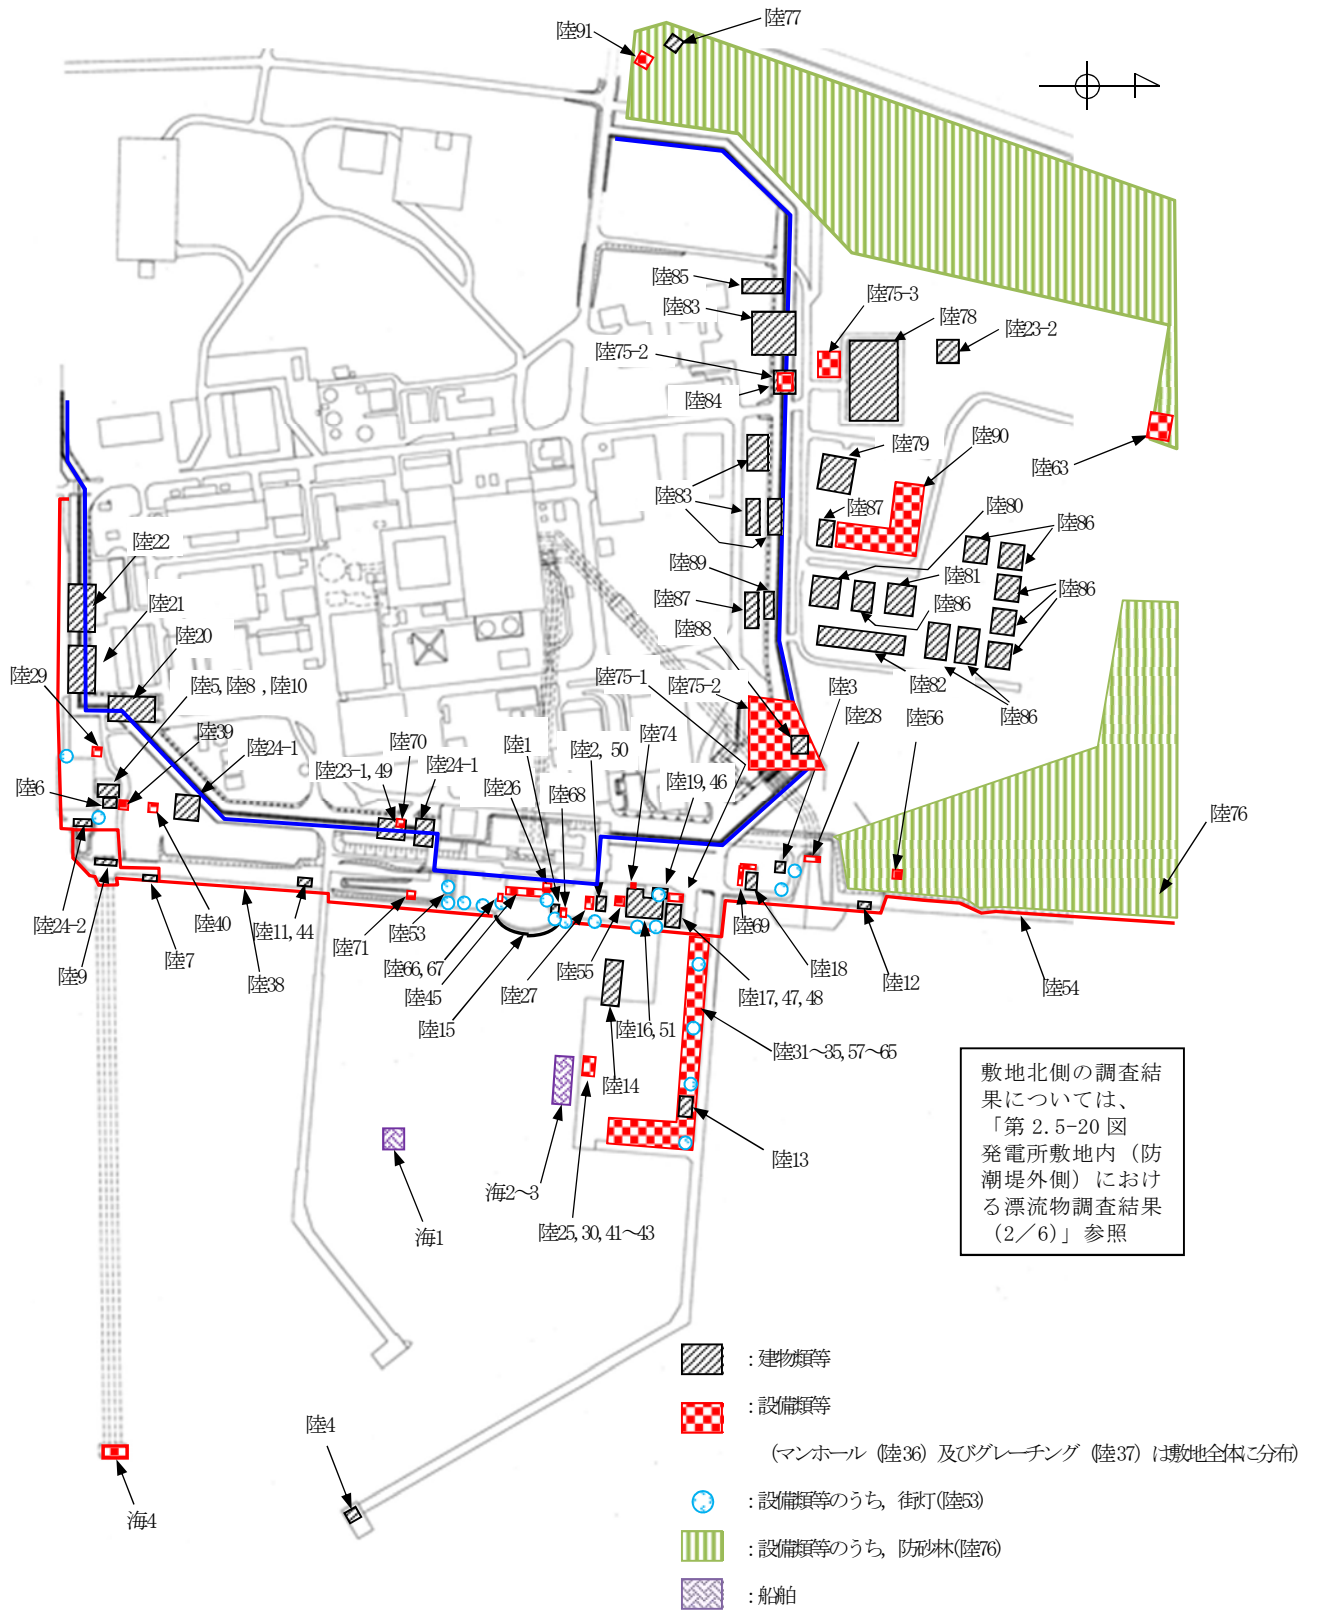 陸77
陸91
陸85
陸83
陸75-3
陸78
陸23-2
陸75-2
陸84
陸79
陸90
陸63
陸83
陸87
陸80
陸86
陸22
陸89
陸81
陸86
陸21
陸87
陸86
陸20
陸88
陸29
陸5, 陸8 , 陸10
陸75-1
陸75-2
陸3
陸82
陸28
陸56
陸86
陸39
陸24-1
陸70
陸1
陸2, 50
陸74
陸23-1, 49
陸24-1
陸6
陸26
陸68
陸19, 46
陸76
陸24-2
陸40
陸11, 44
陸53
陸69
陸9
陸7
陸38
陸71
陸66, 67
陸45
陸27
陸55
陸18
陸12
陸54
陸15
陸16, 51
陸17, 47, 48
陸31～35, 57～65
陸14
陸13
海2～3
海1
陸25, 30, 41～43
敷地北側の調査結
果については、
「第 2.5-20 図
発電所敷地内（防
潮堤外側）におけ
る漂流物調査結果
（2／6）」参照
陸4
海4
：建物類等
：設備類等
（マンホール（陸36）及びグレーチング（陸37）は敷地全体に分布）
：設備類等のうち，街灯(陸53)
：設備類等のうち，防砂林(陸76)
：船舶